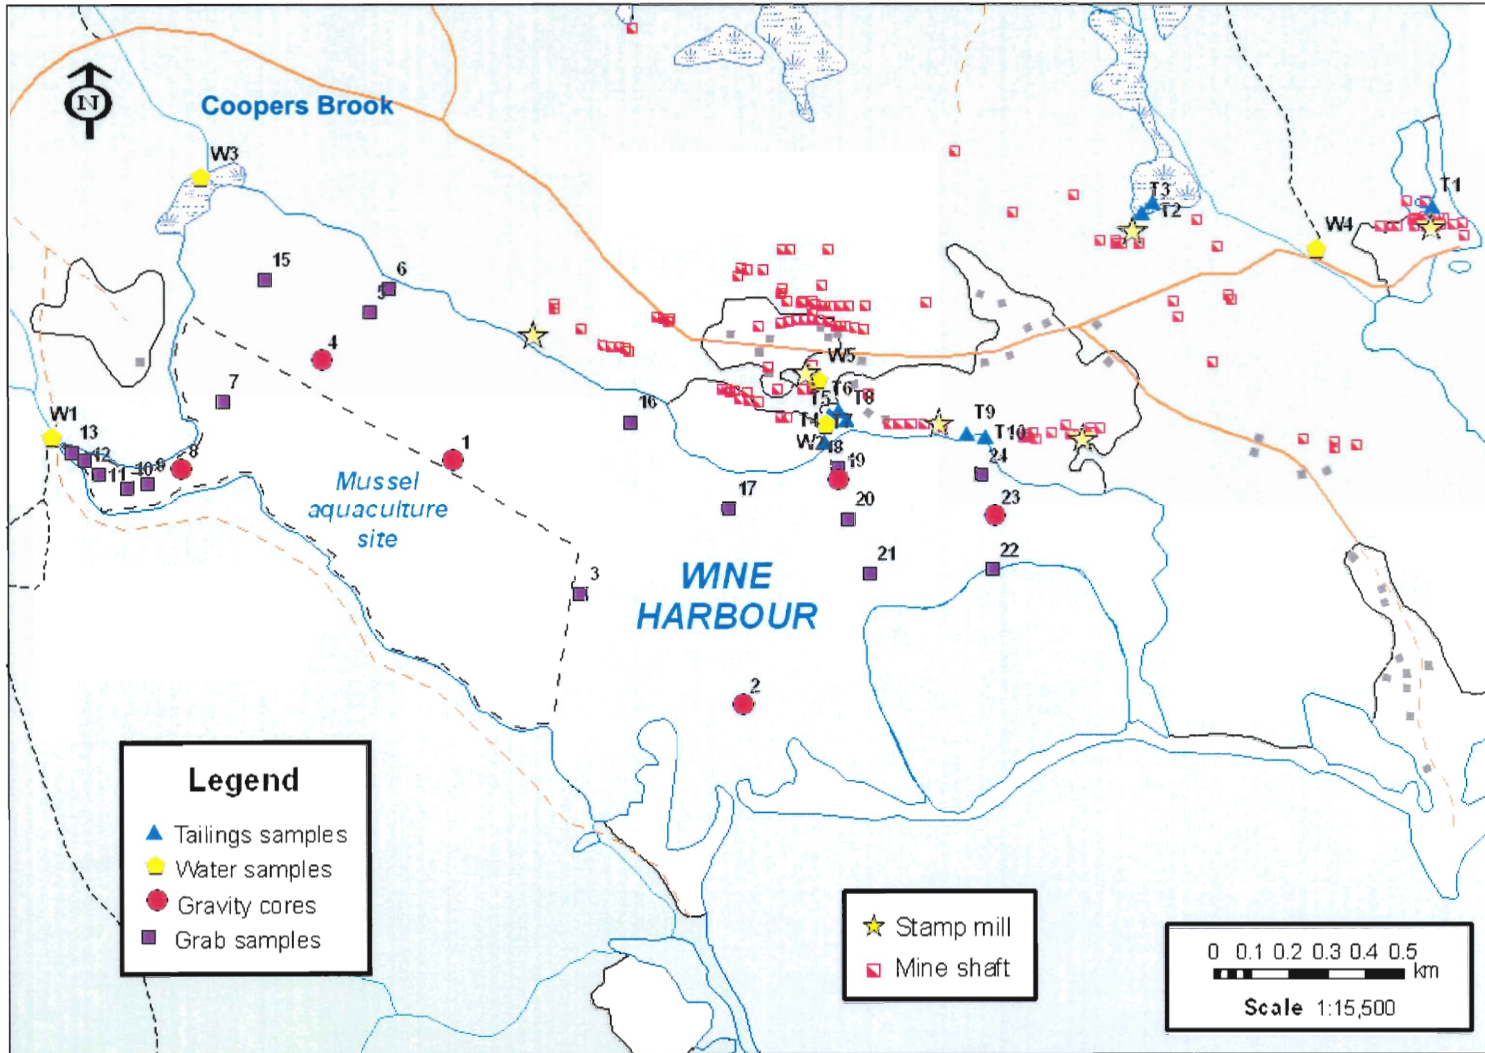 N
Coopers Brook
W3
T3
T2
T1
W4
15
6
5
4
W5
T6
T5
T8
7
16
T4
T7
T9
T10
W1
13
12
11
10
9
8
1
W2
18
19
24
Mussel
aquaculture
site
17
20
23
21
22
WINE
HARBOUR
3
2
Legend
Tailings samples
Water samples
Gravity cores
Grab samples
Stamp mill
Mine shaft
0 0.1 0.2 0.3 0.4 0.5
km
Scale 1:15,500